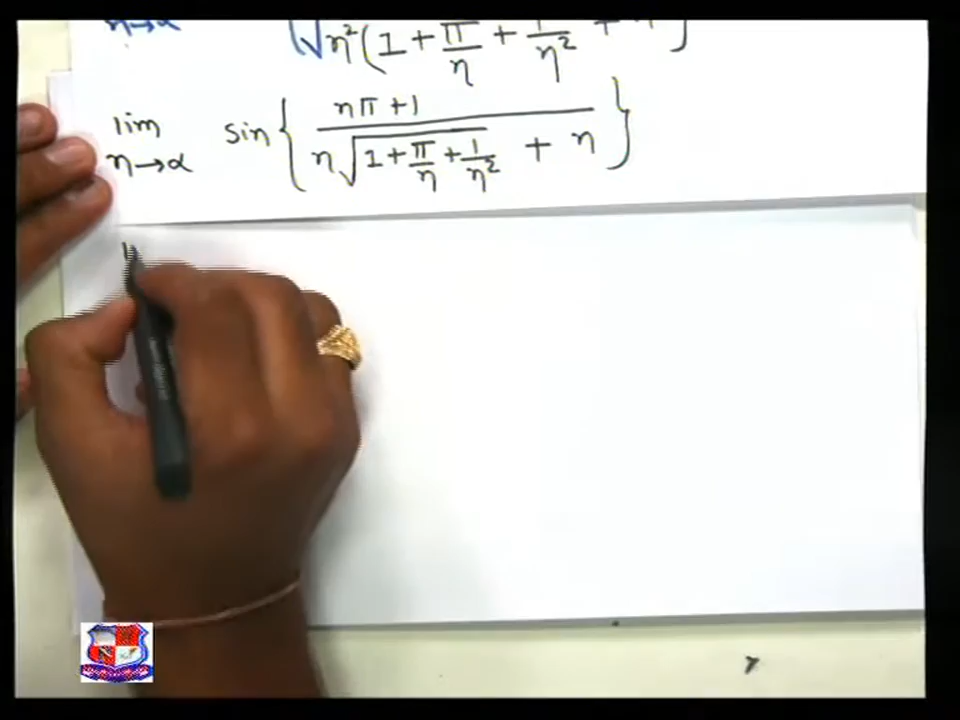 n→∝ {√n²(1 + π/n + 1/n² + n}
lim n→∝ sin { (nπ + 1) / (n√(1 + π/n + 1/n²) + n) }